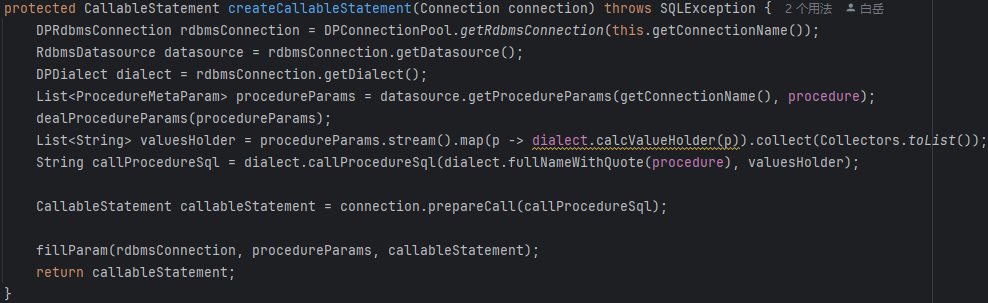 protected CallableStatement createCallableStatement(Connection connection) throws SQLException { 2 个用法 白岳
    DPRdbmsConnection rdbmsConnection = DPConnectionPool.getRdbmsConnection(this.getConnectionName());
    RdbmsDatasource datasource = rdbmsConnection.getDatasource();
    DPDialect dialect = rdbmsConnection.getDialect();
    List<ProcedureMetaParam> procedureParams = datasource.getProcedureParams(getConnectionName(), procedure);
    dealProcedureParams(procedureParams);
    List<String> valuesHolder = procedureParams.stream().map(p -> dialect.calcValueHolder(p)).collect(Collectors.toList());
    String callProcedureSql = dialect.callProcedureSql(dialect.fullNameWithQuote(procedure), valuesHolder);

    CallableStatement callableStatement = connection.prepareCall(callProcedureSql);

    fillParam(rdbmsConnection, procedureParams, callableStatement);
    return callableStatement;
}